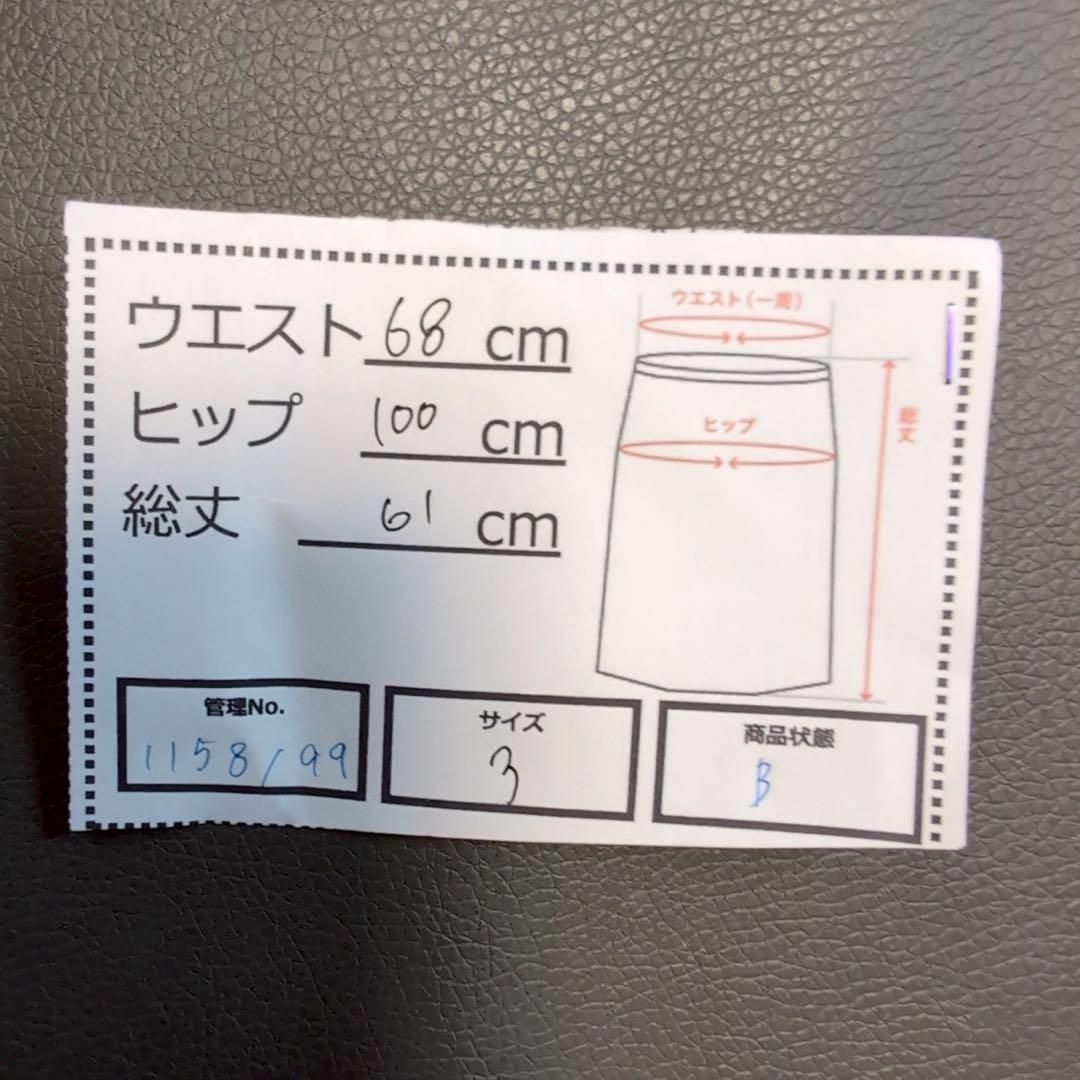 ウエスト 68 cm
ヒップ 100 cm
総丈 61 cm
ウエスト(一周)
ヒップ
総丈
管理No.
1158/99
サイズ
3
商品状態
B